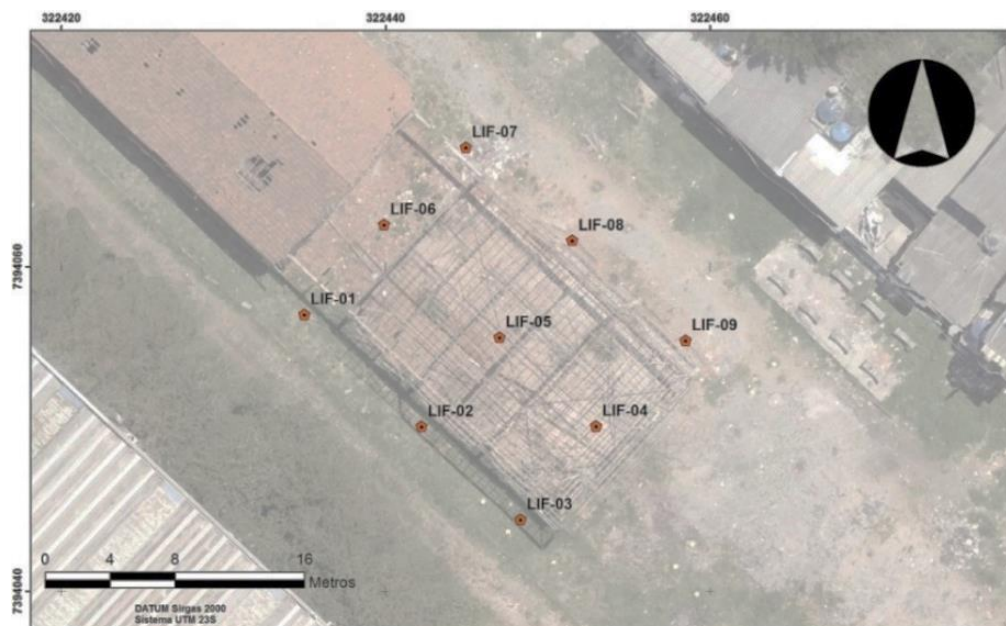 322420 322440 322460
LIF-07
LIF-06
LIF-08
7394060
LIF-01
LIF-05
LIF-09
LIF-02
LIF-04
LIF-03
0 4 8 16
Metros
7394040
DATUM Sirgas 2000
Sistema UTM 23S